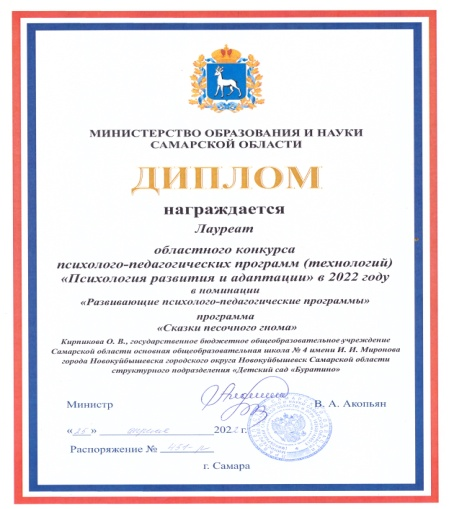 МИНИСТЕРСТВО ОБРАЗОВАНИЯ И НАУКИ
САМАРСКОЙ ОБЛАСТИ
ДИПЛОМ
награждается
Лауреат
областного конкурса
психолого-педагогических программ (технологий)
«Психология развития и адаптации» в 2022 году
в номинации
«Развивающие психолого-педагогические программы»
программа
«Сказки песочного гнома»
Кирпикова О. В., государственное бюджетное общеобразовательное учреждение
Самарской области основная общеобразовательная школа № 4 имени И. И. Миронова
города Новокуйбышевска городского округа Новокуйбышевск Самарской области
структурного подразделения «Детский сад «Буратино»
Министр В. А. Акопьян
« » 2022 г.
Распоряжение №
г. Самара